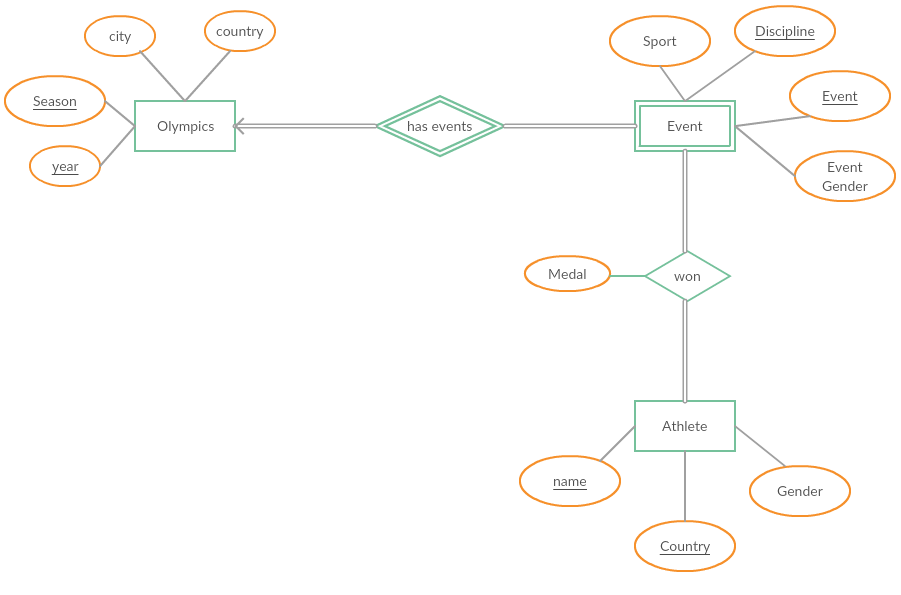 city
country
Season
year
Olympics
has events
Sport
Discipline
Event
Event
Event
Gender
Medal
won
Athlete
name
Country
Gender